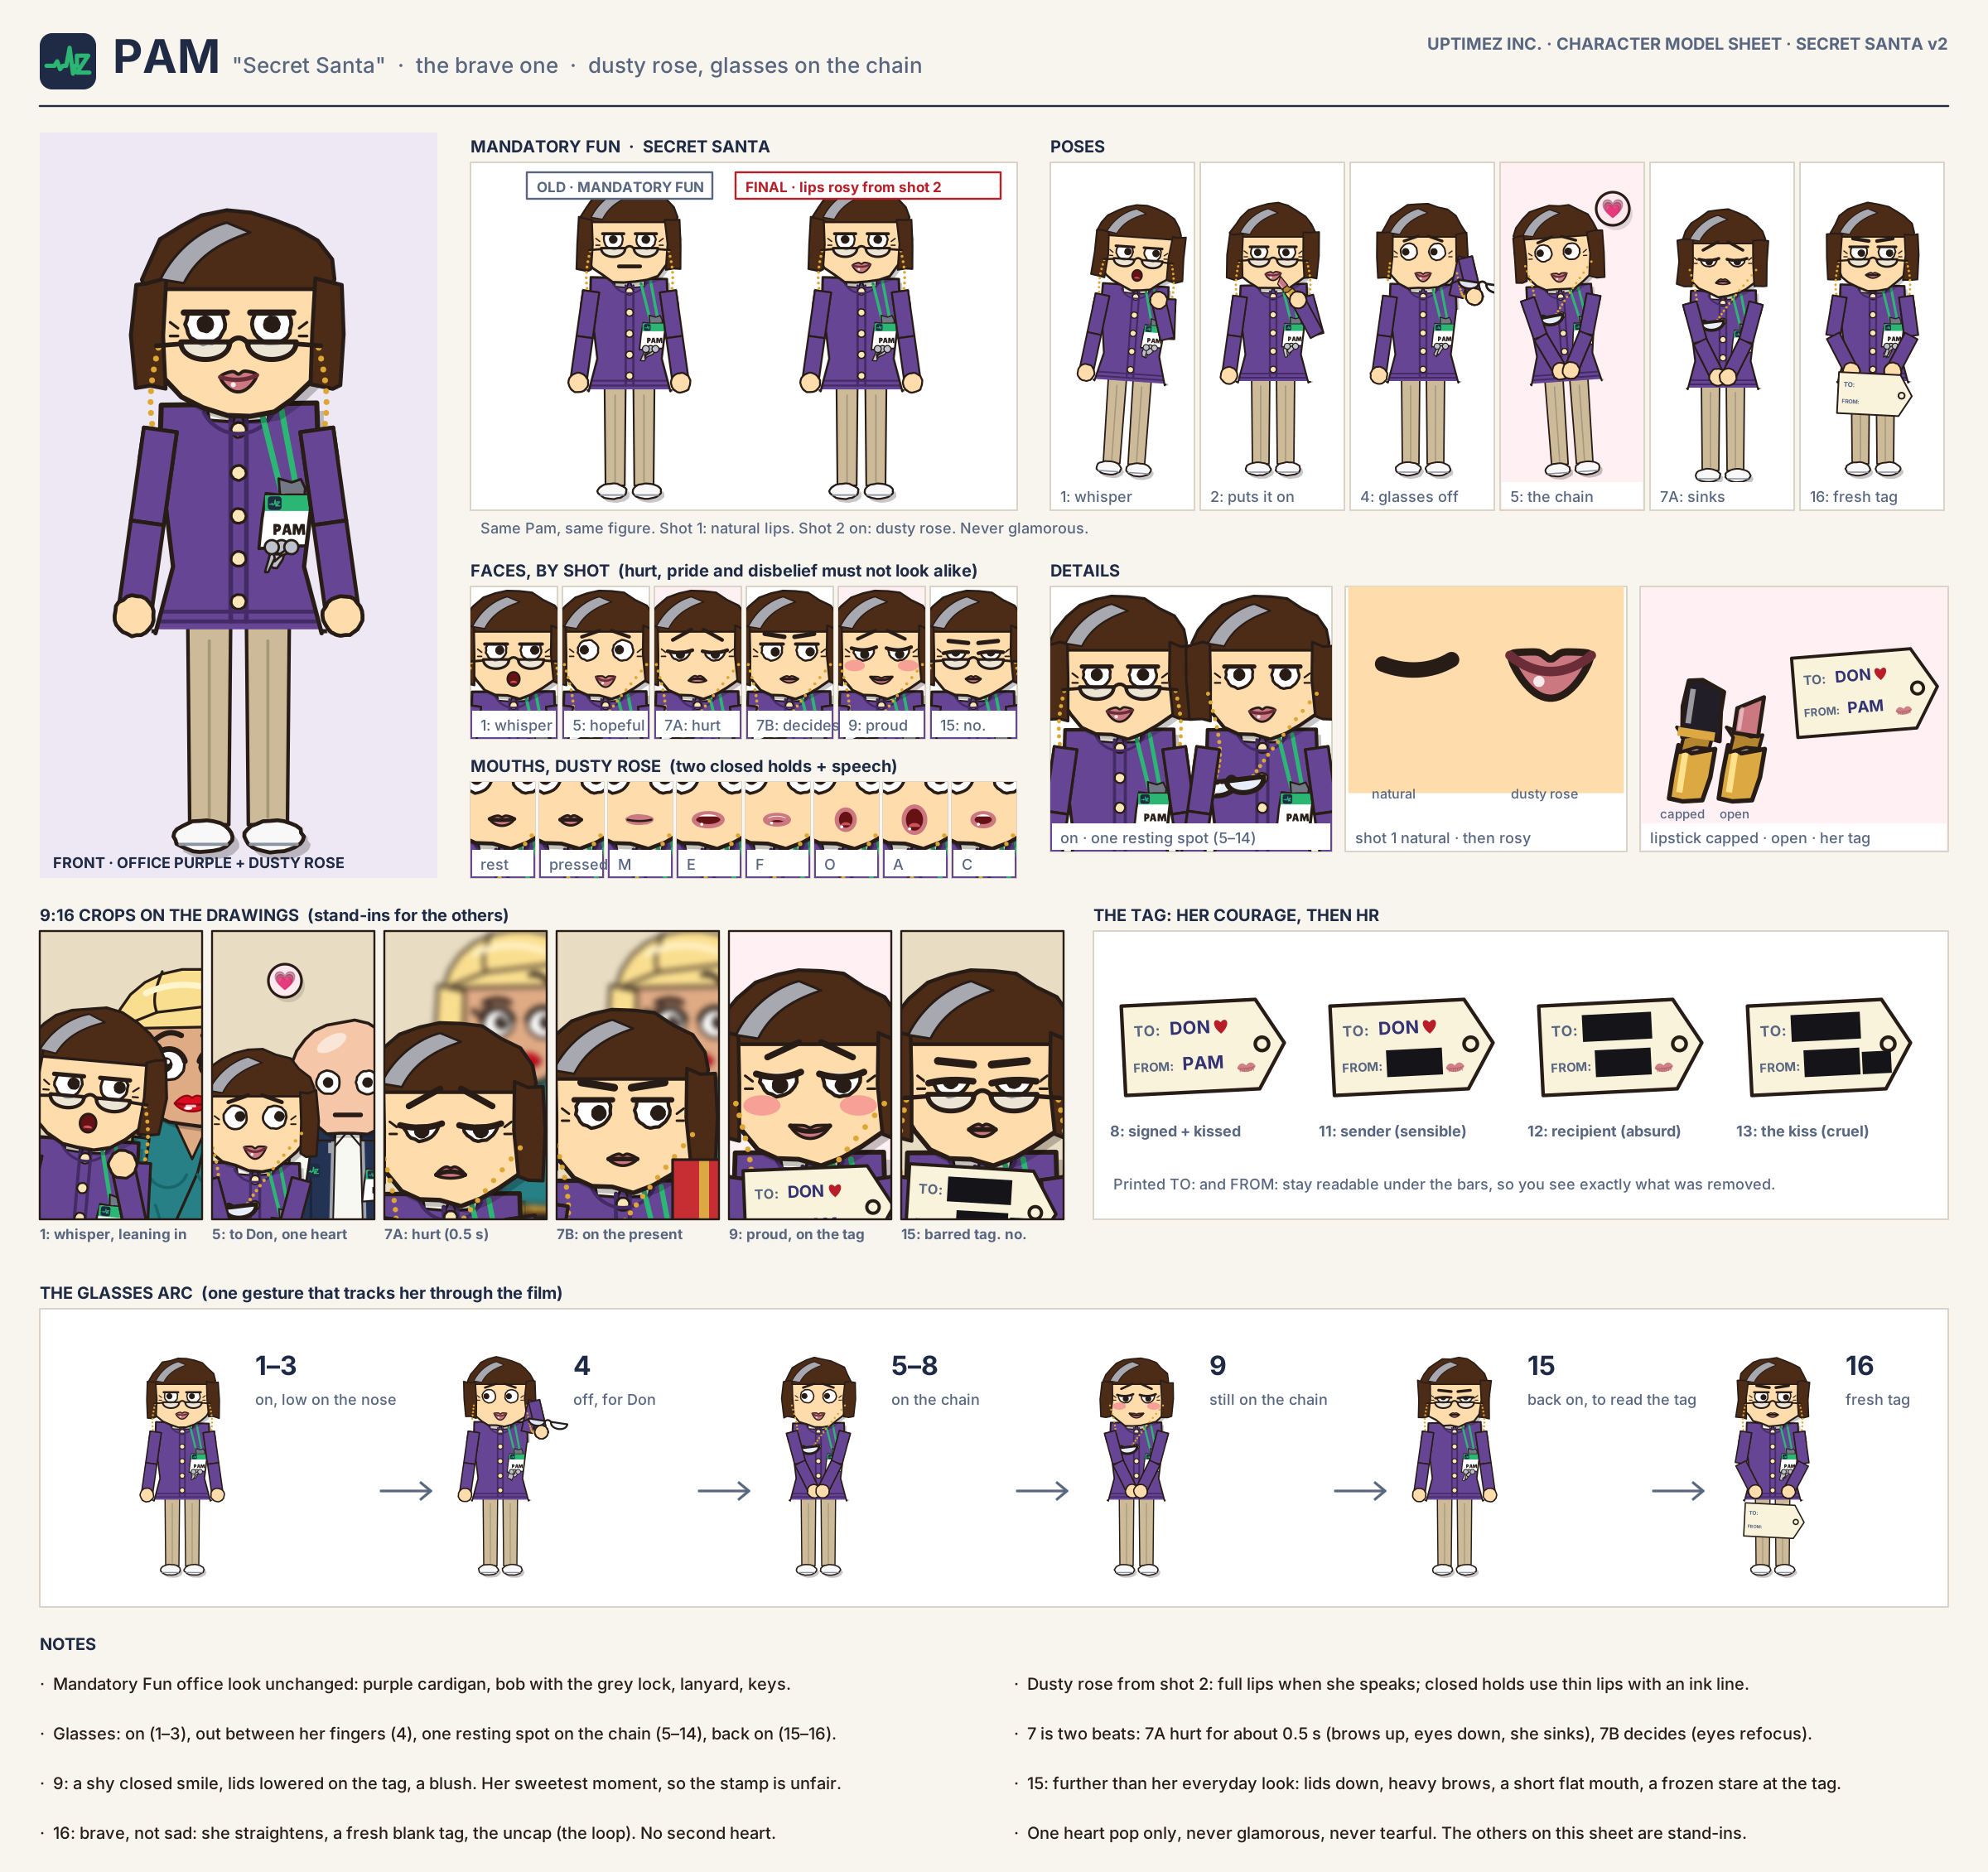 PAM "Secret Santa" · the brave one · dusty rose, glasses on the chain
UPTIMEZ INC. · CHARACTER MODEL SHEET · SECRET SANTA v2
PAM
FRONT · OFFICE PURPLE + DUSTY ROSE
MANDATORY FUN · SECRET SANTA
OLD · MANDATORY FUN
FINAL · lips rosy from shot 2
PAM
PAM
Same Pam, same figure. Shot 1: natural lips. Shot 2 on: dusty rose. Never glamorous.
POSES
PAM
PAM
PAM
PAM
TO:
FROM:
1: whisper
2: puts it on
4: glasses off
5: the chain
7A: sinks
16: fresh tag
FACES, BY SHOT (hurt, pride and disbelief must not look alike)
1: whisper
5: hopeful
7A: hurt
7B: decides
9: proud
15: no.
MOUTHS, DUSTY ROSE (two closed holds + speech)
rest
pressed
M
E
F
O
A
C
DETAILS
PAM
PAM
on · one resting spot (5–14)
natural
dusty rose
shot 1 natural · then rosy
TO: DON
FROM: PAM
capped
open
lipstick capped · open · her tag
9:16 CROPS ON THE DRAWINGS (stand-ins for the others)
TO: DON
TO:
1: whisper, leaning in
5: to Don, one heart
7A: hurt (0.5 s)
7B: on the present
9: proud, on the tag
15: barred tag. no.
THE TAG: HER COURAGE, THEN HR
TO: DON
FROM: PAM
TO: DON
FROM:
TO:
FROM:
TO:
FROM:
8: signed + kissed
11: sender (sensible)
12: recipient (absurd)
13: the kiss (cruel)
Printed TO: and FROM: stay readable under the bars, so you see exactly what was removed.
THE GLASSES ARC (one gesture that tracks her through the film)
1–3
on, low on the nose
PAM
4
off, for Don
PAM
5–8
on the chain
PAM
9
still on the chain
PAM
15
back on, to read the tag
PAM
16
fresh tag
PAM
TO:
FROM:
NOTES
· Mandatory Fun office look unchanged: purple cardigan, bob with the grey lock, lanyard, keys.
· Dusty rose from shot 2: full lips when she speaks; closed holds use thin lips with an ink line.
· Glasses: on (1–3), out between her fingers (4), one resting spot on the chain (5–14), back on (15–16).
· 7 is two beats: 7A hurt for about 0.5 s (brows up, eyes down, she sinks), 7B decides (eyes refocus).
· 9: a shy closed smile, lids lowered on the tag, a blush. Her sweetest moment, so the stamp is unfair.
· 15: further than her everyday look: lids down, heavy brows, a short flat mouth, a frozen stare at the tag.
· 16: brave, not sad: she straightens, a fresh blank tag, the uncap (the loop). No second heart.
· One heart pop only, never glamorous, never tearful. The others on this sheet are stand-ins.